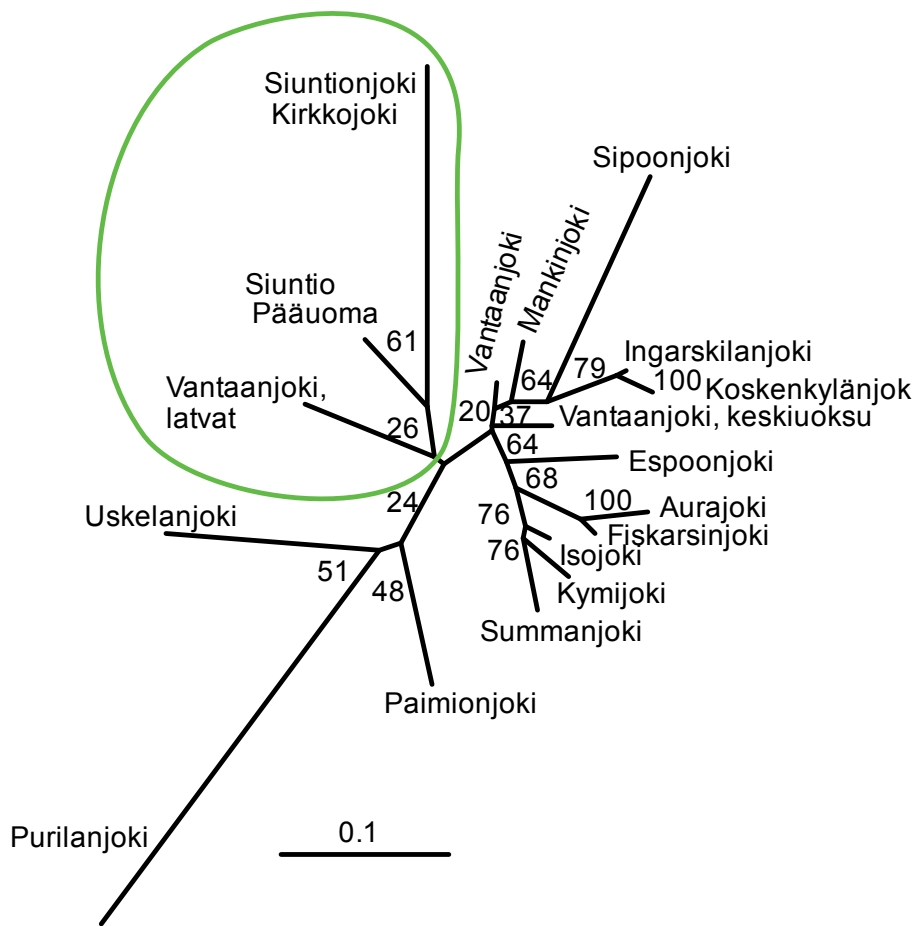 Siuntionjoki
Kirkkojoki
Sipoonjoki
Vantaanjoki
Mankinjoki
Siuntio
Pääuoma
61
Ingarskilanjoki
64
79
100
Koskenkylänjok
Vantaanjoki,
latvat
26
20
37
Vantaanjoki, keskiuoksu
64
Espoonjoki
68
24
100
Aurajoki
Uskelanjoki
76
Fiskarsinjoki
76
Isojoki
51
48
Kymijoki
Summanjoki
Paimionjoki
Purilanjoki
0.1